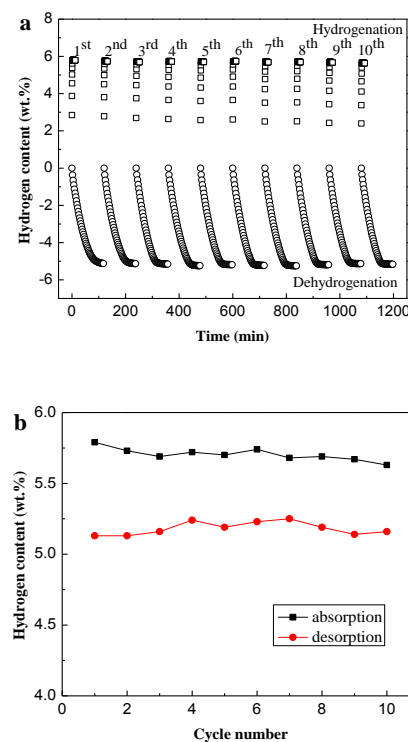 a
Hydrogenation
1st 2nd 3rd 4th 5th 6th 7th 8th 9th 10th
8
6
4
2
0
-2
-4
-6
Hydrogen content (wt.%)
Dehydrogenation
0 200 400 600 800 1000 1200
Time (min)
b
6.0
5.5
5.0
4.5
4.0
Hydrogen content (wt.%)
absorption
desorption
0 2 4 6 8 10
Cycle number